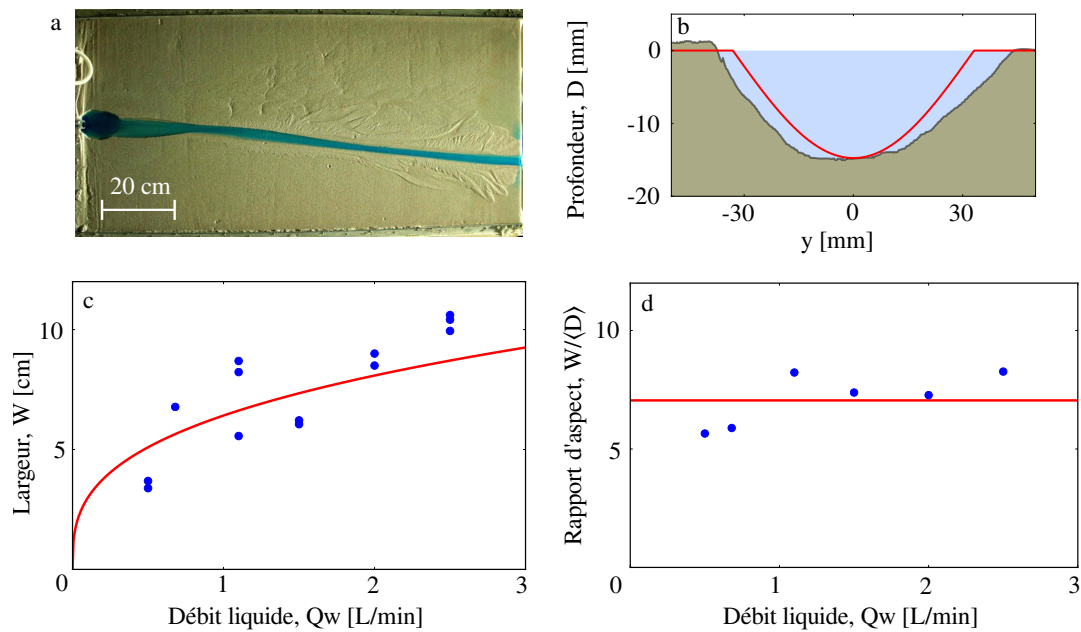 a
20 cm
b
Profondeur, D [mm]
0
-10
-20
-30
0
30
y [mm]
c
Largeur, W [cm]
10
5
0
1
2
3
Débit liquide, Qw [L/min]
d
Rapport d'aspect, W/⟨D⟩
10
5
0
1
2
3
Débit liquide, Qw [L/min]